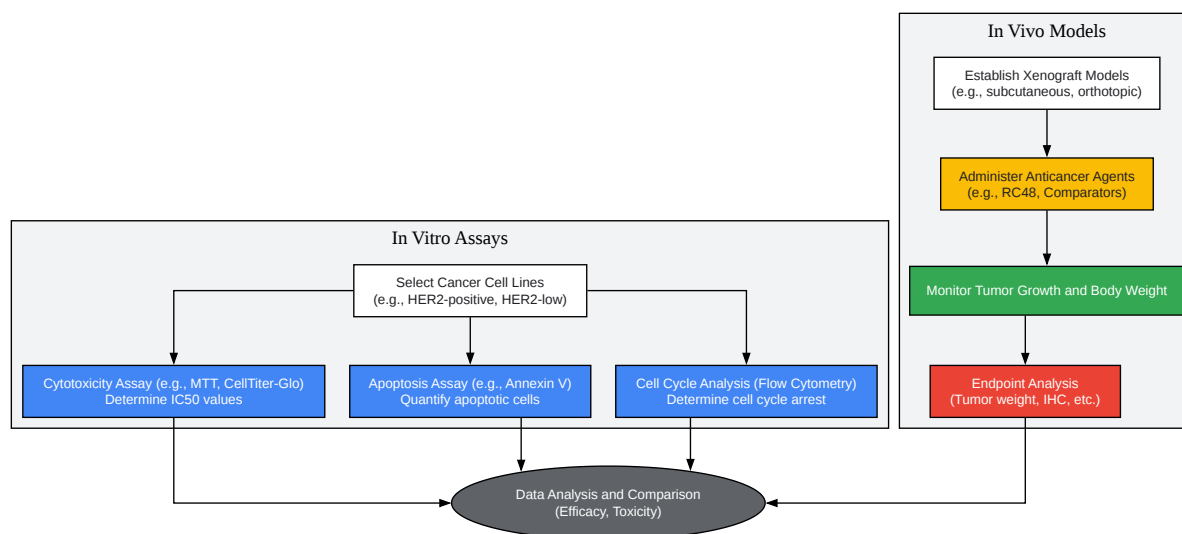 In Vivo Models
Establish Xenograft Models
(e.g., subcutaneous, orthotopic)
Administer Anticancer Agents
(e.g., RC48, Comparators)
Monitor Tumor Growth and Body Weight
Endpoint Analysis
(Tumor weight, IHC, etc.)
In Vitro Assays
Select Cancer Cell Lines
(e.g., HER2-positive, HER2-low)
Cytotoxicity Assay (e.g., MTT, CellTiter-Glo)
Determine IC50 values
Apoptosis Assay (e.g., Annexin V)
Quantify apoptotic cells
Cell Cycle Analysis (Flow Cytometry)
Determine cell cycle arrest
Data Analysis and Comparison
(Efficacy, Toxicity)